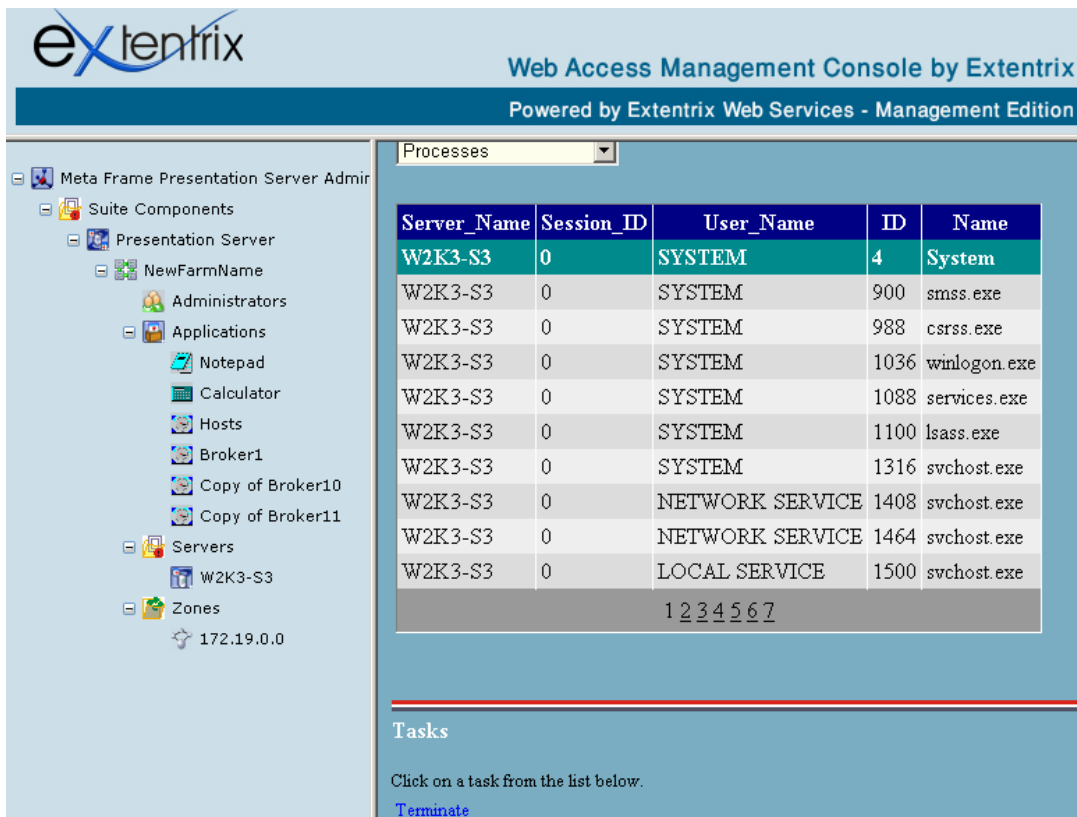 extentrix
Web Access Management Console by Extentrix
Powered by Extentrix Web Services - Management Edition
Meta Frame Presentation Server Admir
Suite Components
Presentation Server
NewFarmName
Administrators
Applications
Notepad
Calculator
Hosts
Broker1
Copy of Broker10
Copy of Broker11
Servers
W2K3-S3
Zones
172.19.0.0
Processes
Server_Name Session_ID User_Name ID Name
W2K3-S3 0 SYSTEM 4 System
W2K3-S3 0 SYSTEM 900 smss.exe
W2K3-S3 0 SYSTEM 988 csrss.exe
W2K3-S3 0 SYSTEM 1036 winlogon.exe
W2K3-S3 0 SYSTEM 1088 services.exe
W2K3-S3 0 SYSTEM 1100 lsass.exe
W2K3-S3 0 SYSTEM 1316 svchost.exe
W2K3-S3 0 NETWORK SERVICE 1408 svchost.exe
W2K3-S3 0 NETWORK SERVICE 1464 svchost.exe
W2K3-S3 0 LOCAL SERVICE 1500 svchost.exe
1 2 3 4 5 6 7
Tasks
Click on a task from the list below.
Terminate